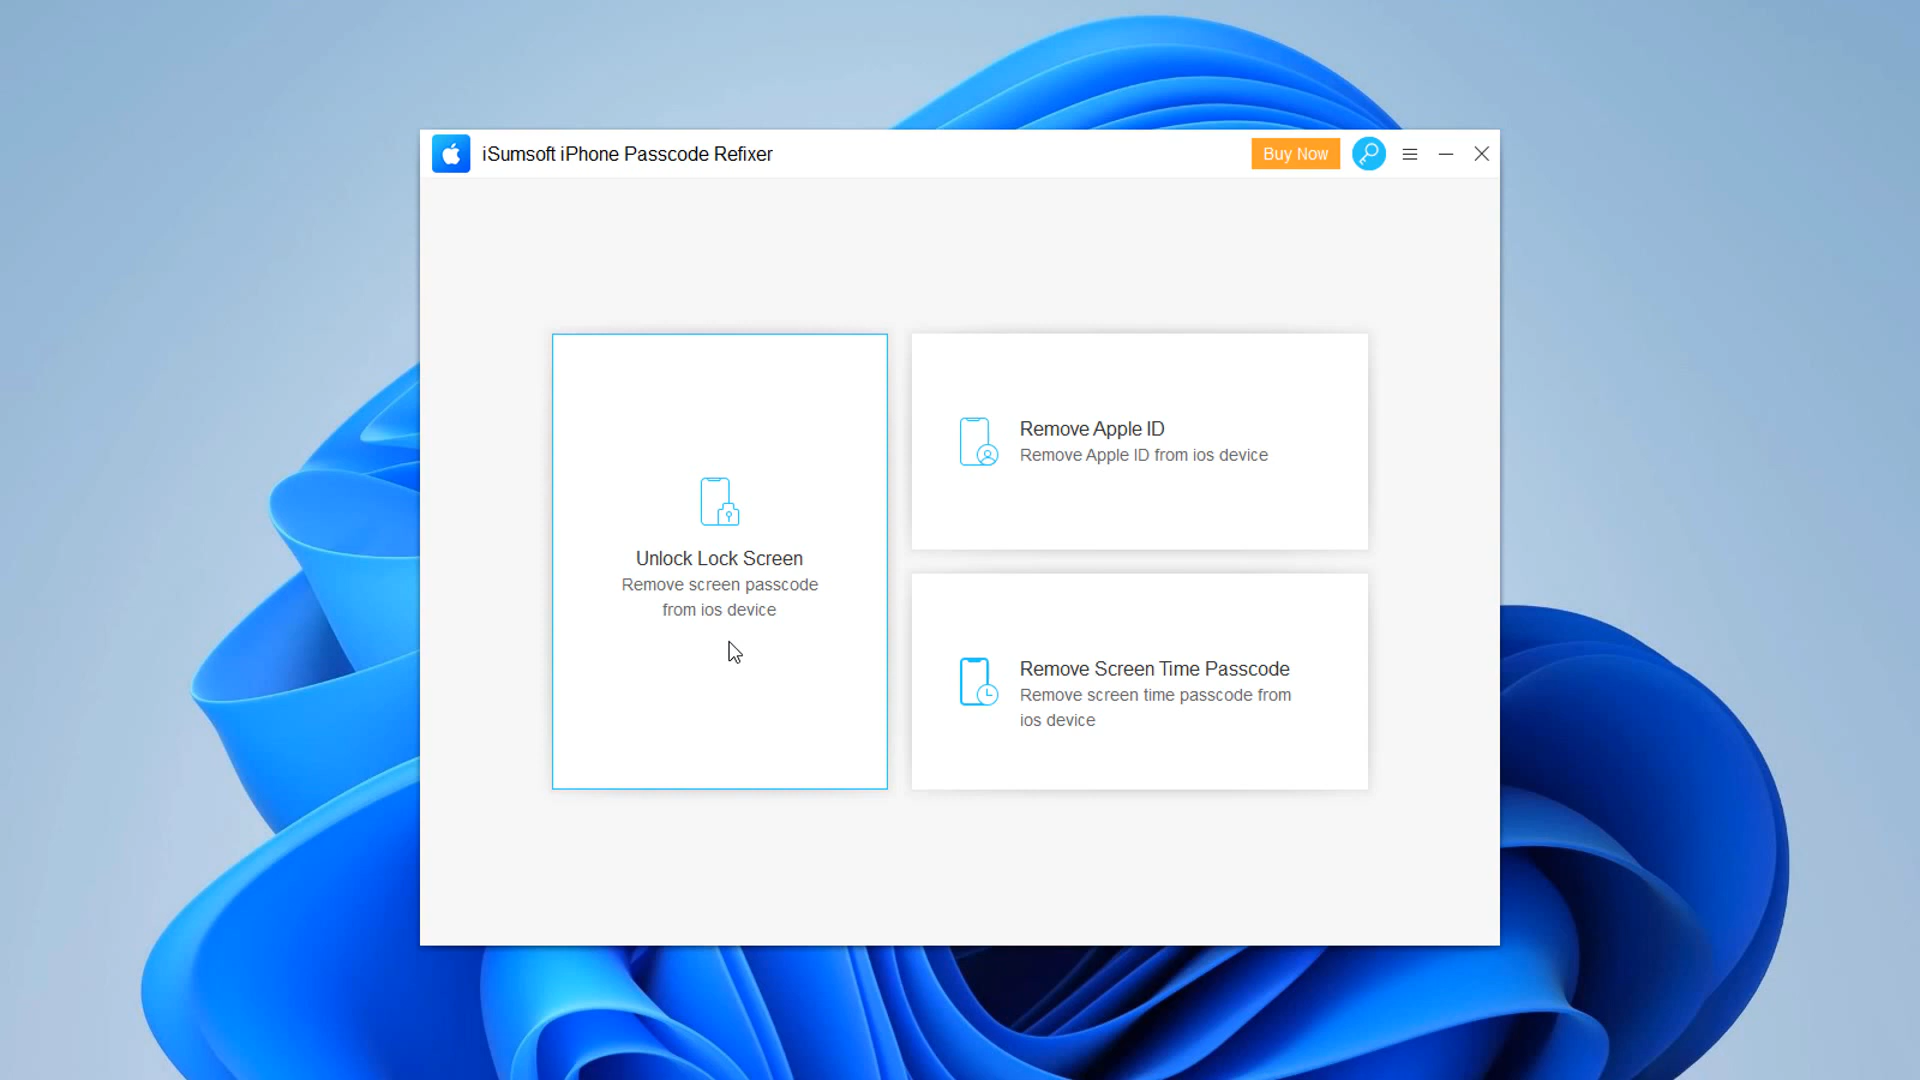 iSumsoft iPhone Passcode Refixer
Buy Now
Unlock Lock Screen
Remove screen passcode
from ios device
Remove Apple ID
Remove Apple ID from ios device
Remove Screen Time Passcode
Remove screen time passcode from
ios device